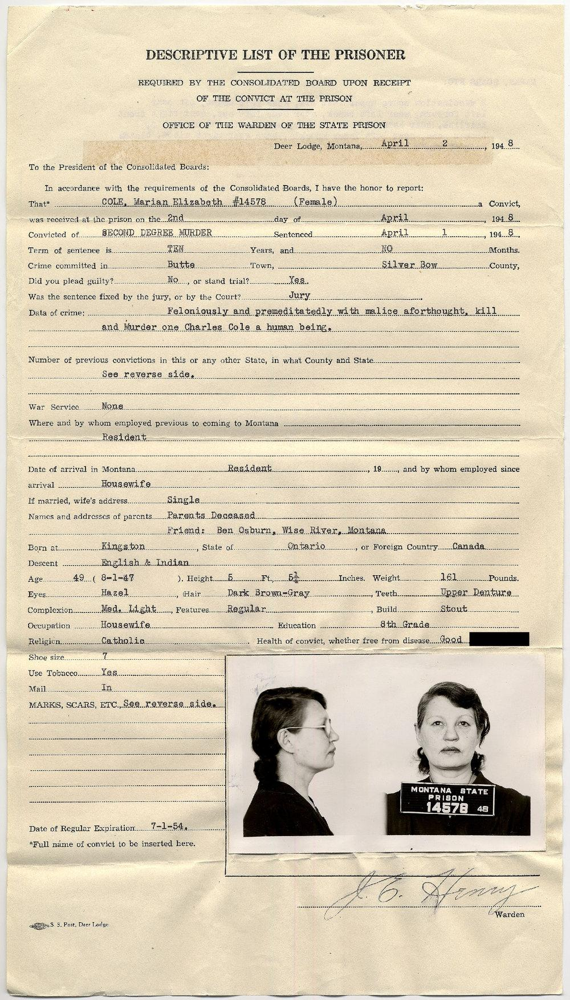 DESCRIPTIVE LIST OF THE PRISONER
REQUIRED BY THE CONSOLIDATED BOARD UPON RECEIPT
OF THE CONVICT AT THE PRISON
OFFICE OF THE WARDEN OF THE STATE PRISON
Deer Lodge, Montana, April 2, 1948
To the President of the Consolidated Boards:
In accordance with the requirements of the Consolidated Boards, I have the honor to report:
That* COLE, Marian Elizabeth #14578 (Female) a Convict,
was received at the prison on the 2nd day of April, 1948
Convicted of SECOND DEGREE MURDER Sentenced April 1, 1948.
Term of sentence is TEN Years, and NO Months.
Crime committed in Butte Town, Silver Bow County,
Did you plead guilty? No, or stand trial? Yes.
Was the sentence fixed by the jury, or by the Court? Jury
Data of crime: Feloniously and premeditatedly with malice aforthought, kill
and Murder one Charles Cole a human being.
Number of previous convictions in this or any other State, in what County and State
See reverse side.
War Service None
Where and by whom employed previous to coming to Montana
Resident
Date of arrival in Montana Resident, 19, and by whom employed since
arrival Housewife
If married, wife's address Single
Names and addresses of parents Parents Deceased
Friend: Ben Osburn, Wise River, Montana
Born at Kingston, State of Ontario, or Foreign Country Canada
Descent English & Indian
Age 49 (8-1-47). Height 5 Ft., 5½ Inches. Weight 161 Pounds.
Eyes Hazel, Hair Dark Brown-Gray, Teeth Upper Denture
Complexion Med. Light, Features Regular, Build Stout
Occupation Housewife Education 8th Grade
Religion Catholic. Health of convict, whether free from disease Good
Shoe size 7
Use Tobacco Yes
Mail In
MARKS, SCARS, ETC., See reverse side.
MONTANA STATE
PRISON
14578 48
Date of Regular Expiration 7-1-54.
*Full name of convict to be inserted here.
J. E. Henry
Warden
S. S. Post, Deer Lodge